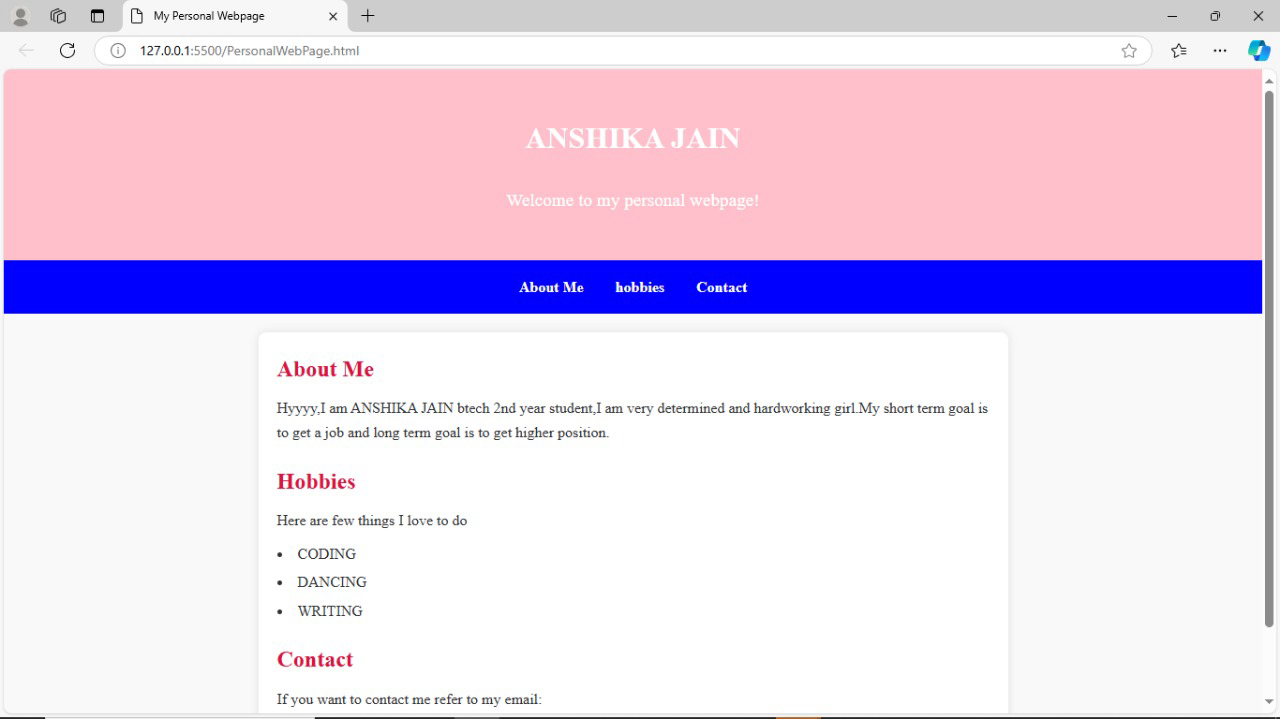 My Personal Webpage
127.0.0.1:5500/PersonalWebPage.html
ANSHIKA JAIN
Welcome to my personal webpage!
About Me hobbies Contact
About Me
Hyyyy,I am ANSHIKA JAIN btech 2nd year student,I am very determined and hardworking girl.My short term goal is
to get a job and long term goal is to get higher position.
Hobbies
Here are few things I love to do
• CODING
• DANCING
• WRITING
Contact
If you want to contact me refer to my email: